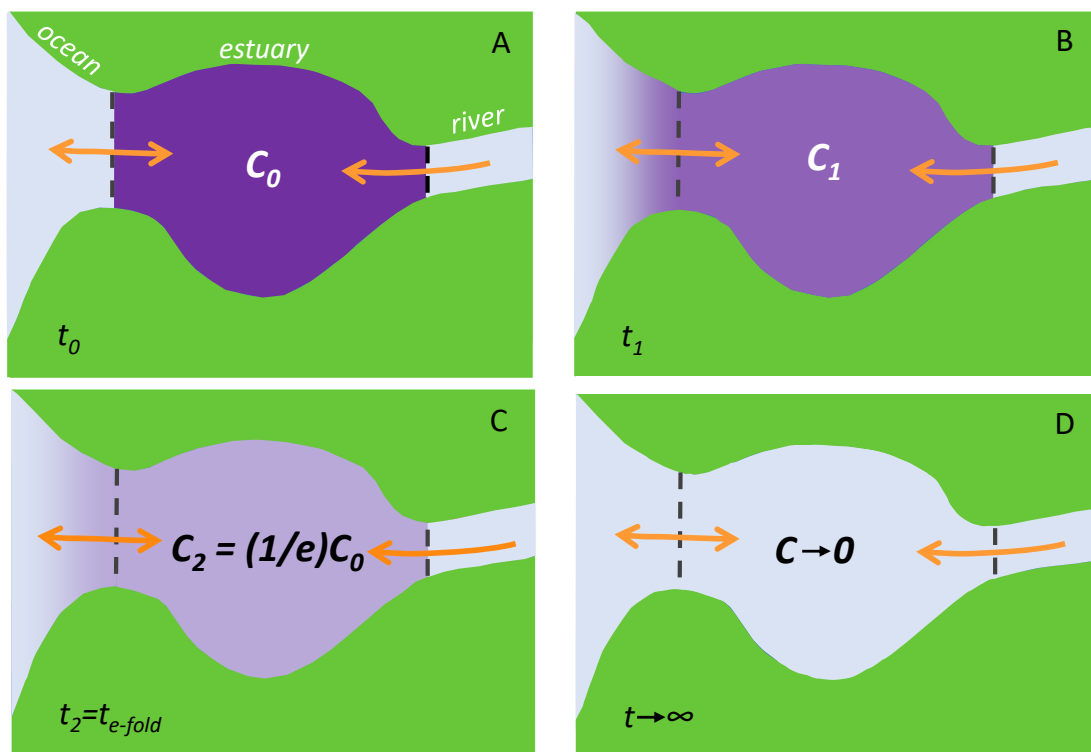 A
ocean
estuary
river
C₀
t₀
B
C₁
t₁
C
C₂ = (1/e)C₀
t₂=tₑ₋fold
D
C→0
t→∞